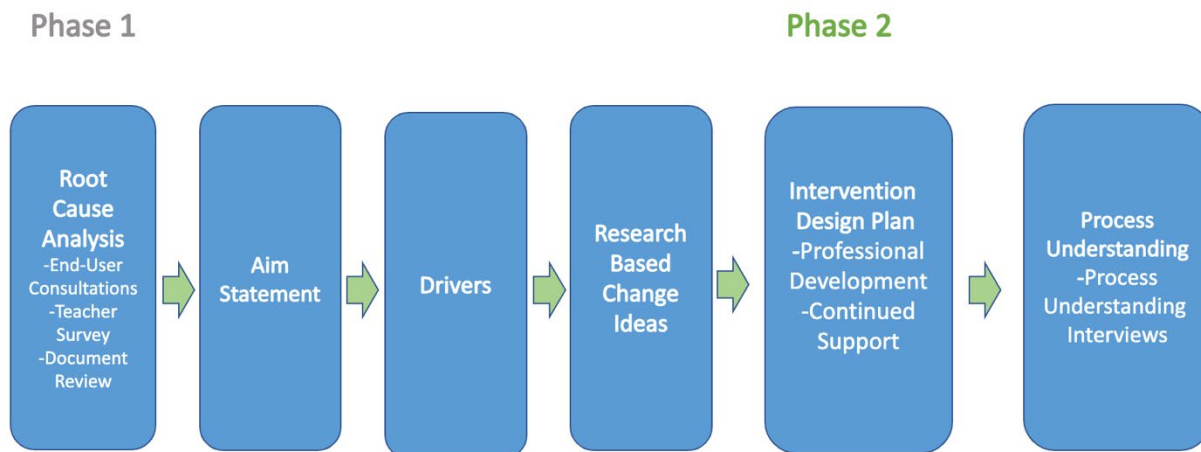 Phase 1
Phase 2
Root
Cause
Analysis
-End-User
Consultations
-Teacher
Survey
-Document
Review
Aim
Statement
Drivers
Research
Based
Change
Ideas
Intervention
Design Plan
-Professional
Development
-Continued
Support
Process
Understanding
-Process
Understanding
Interviews